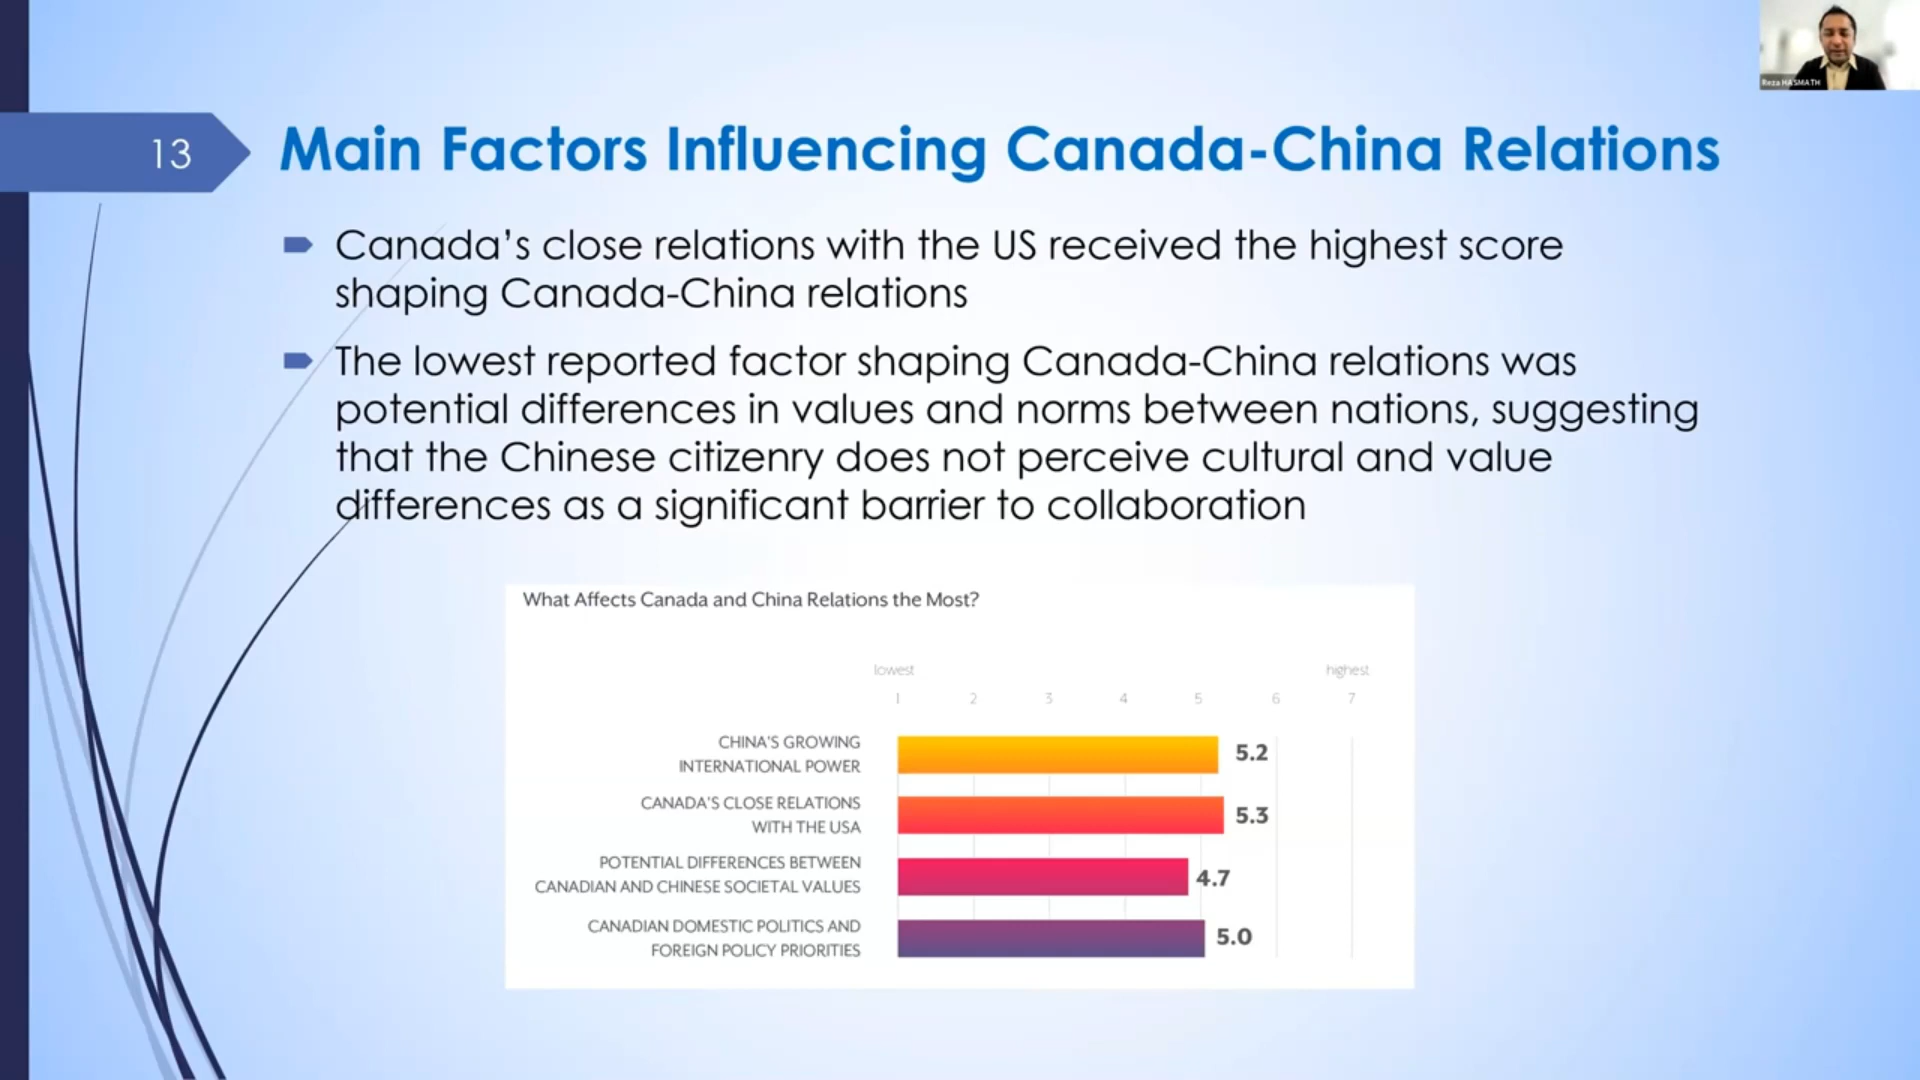 Reza HASMATH
13
Main Factors Influencing Canada-China Relations
Canada's close relations with the US received the highest score
shaping Canada-China relations
The lowest reported factor shaping Canada-China relations was
potential differences in values and norms between nations, suggesting
that the Chinese citizenry does not perceive cultural and value
differences as a significant barrier to collaboration
What Affects Canada and China Relations the Most?
lowest highest
1 2 3 4 5 6 7
CHINA'S GROWING
INTERNATIONAL POWER
5.2
CANADA'S CLOSE RELATIONS
WITH THE USA
5.3
POTENTIAL DIFFERENCES BETWEEN
CANADIAN AND CHINESE SOCIETAL VALUES
4.7
CANADIAN DOMESTIC POLITICS AND
FOREIGN POLICY PRIORITIES
5.0